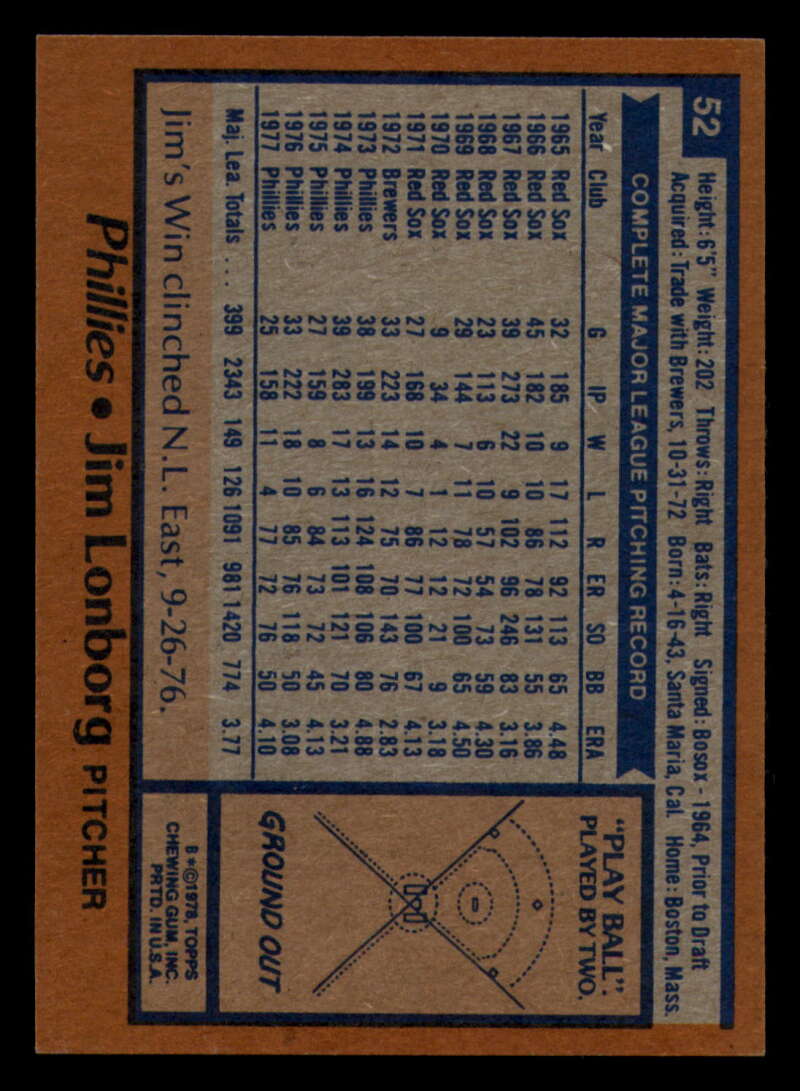 52
Height: 6'5" Weight: 202 Throws: Right Bats: Right Signed: Bosox - 1964, Prior to Draft
Acquired: Trade with Brewers, 10-31-72 Born: 4-16-43, Santa Maria, Cal. Home: Boston, Mass.
COMPLETE MAJOR LEAGUE PITCHING RECORD
Year Club G IP W L R ER SO BB ERA
1965 Red Sox 32 185 9 17 112 92 113 65 4.48
1966 Red Sox 45 182 10 10 86 78 131 55 3.86
1967 Red Sox 39 273 22 9 102 96 246 83 3.16
1968 Red Sox 23 113 6 10 57 54 73 59 4.30
1969 Red Sox 29 144 7 11 78 72 100 65 4.50
1970 Red Sox 9 34 4 1 12 12 21 9 3.18
1971 Red Sox 27 168 10 7 86 77 100 67 4.13
1972 Brewers 33 223 14 12 75 70 143 76 2.83
1973 Phillies 38 199 13 16 124 108 106 80 4.88
1974 Phillies 39 283 17 13 113 101 121 70 3.21
1975 Phillies 27 159 8 6 84 73 72 45 4.13
1976 Phillies 33 222 18 10 85 76 118 50 3.08
1977 Phillies 25 158 11 4 77 72 76 50 4.10
Maj. Lea. Totals ... 399 2343 149 126 1091 981 1420 774 3.77
Jim's Win clinched N.L. East, 9-26-76.
"PLAY BALL":
PLAYED BY TWO.
GROUND OUT
B*©1978, TOPPS
CHEWING GUM, INC.
PRTD. IN U.S.A.
Phillies • Jim Lonborg PITCHER